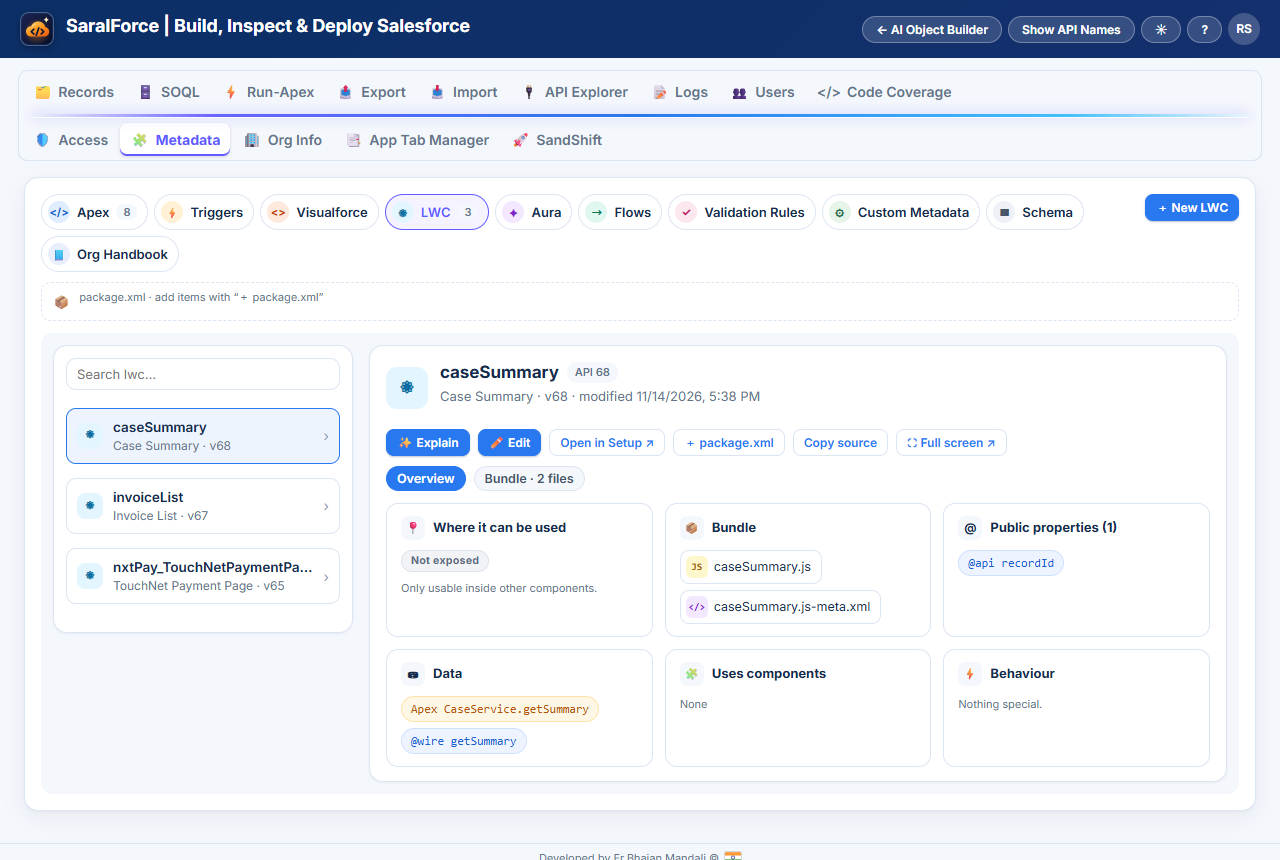 SaralForce | Build, Inspect & Deploy Salesforce
← AI Object Builder
Show API Names
?
RS
Records
SOQL
Run-Apex
Export
Import
API Explorer
Logs
Users
</> Code Coverage
Access
Metadata
Org Info
App Tab Manager
SandShift
</> Apex 8
Triggers
<> Visualforce
LWC 3
Aura
→ Flows
Validation Rules
Custom Metadata
Schema
+ New LWC
Org Handbook
package.xml · add items with “+ package.xml”
Search lwc...
caseSummary
Case Summary · v68
›
invoiceList
Invoice List · v67
›
nxtPay_TouchNetPaymentPa...
TouchNet Payment Page · v65
›
caseSummary API 68
Case Summary · v68 · modified 11/14/2026, 5:38 PM
Explain
Edit
Open in Setup ↗
+ package.xml
Copy source
Full screen ↗
Overview
Bundle · 2 files
Where it can be used
Not exposed
Only usable inside other components.
Bundle
JS caseSummary.js
</> caseSummary.js-meta.xml
@ Public properties (1)
@api recordId
Data
Apex CaseService.getSummary
@wire getSummary
Uses components
None
Behaviour
Nothing special.
Developed by Er Bhajan Mandali ©